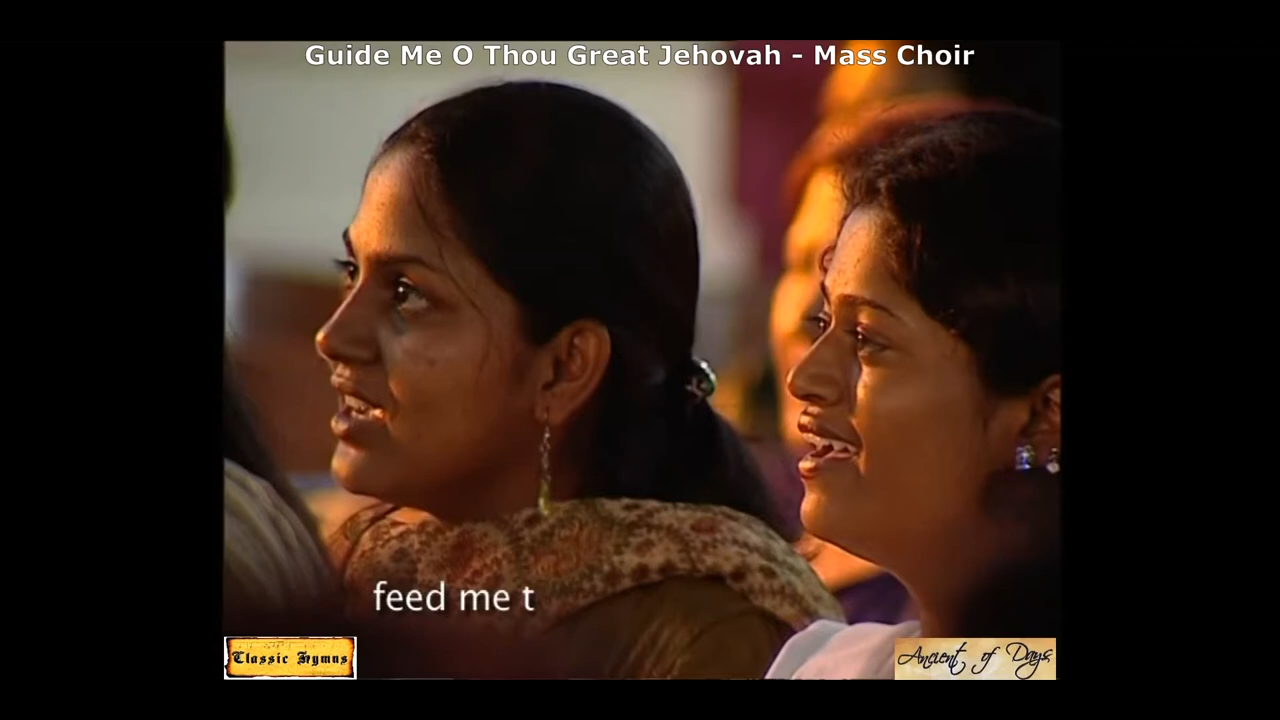 Guide Me O Thou Great Jehovah - Mass Choir
feed me t
Classic Hymns
Ancient of Days